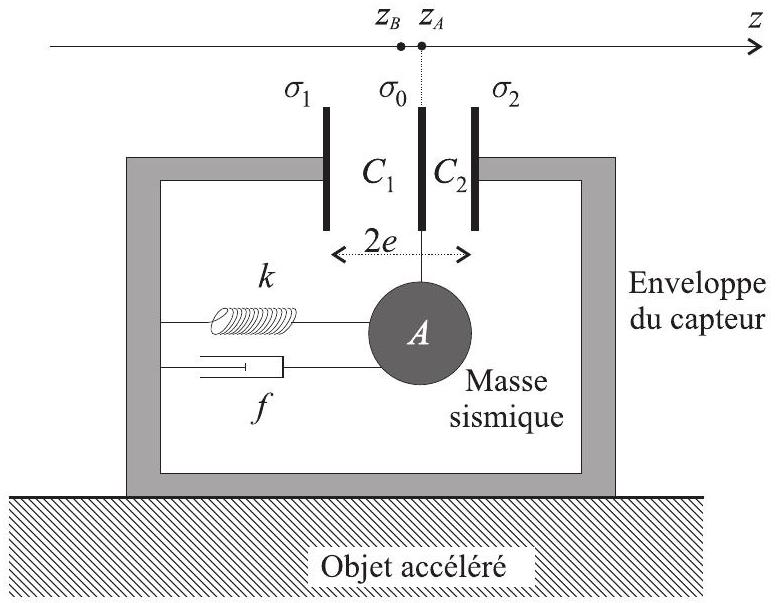 z_B z_A z
σ_1 σ_0 σ_2
C_1 C_2
2e
k
Enveloppe
du capteur
A
Masse
sismique
f
Objet accéléré